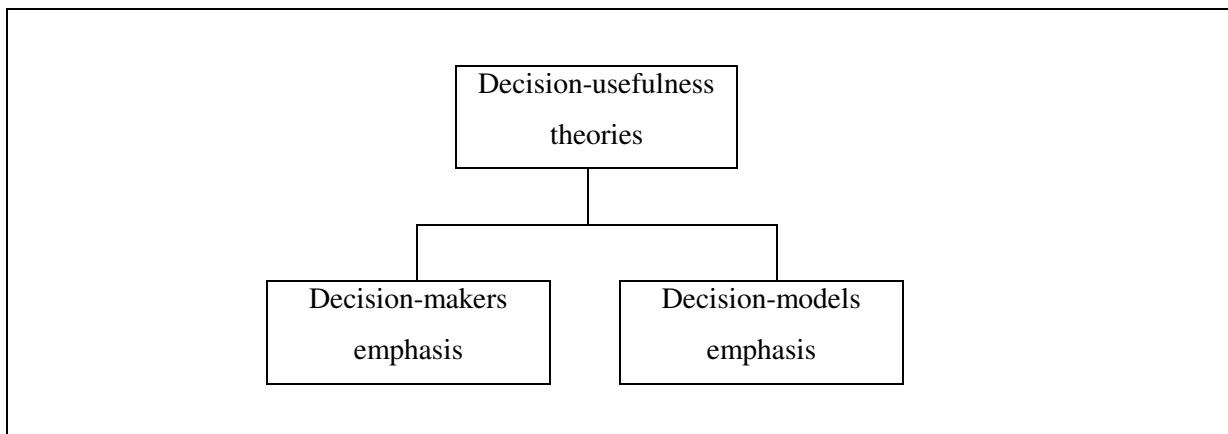 Decision-usefulness
theories
Decision-makers
emphasis
Decision-models
emphasis